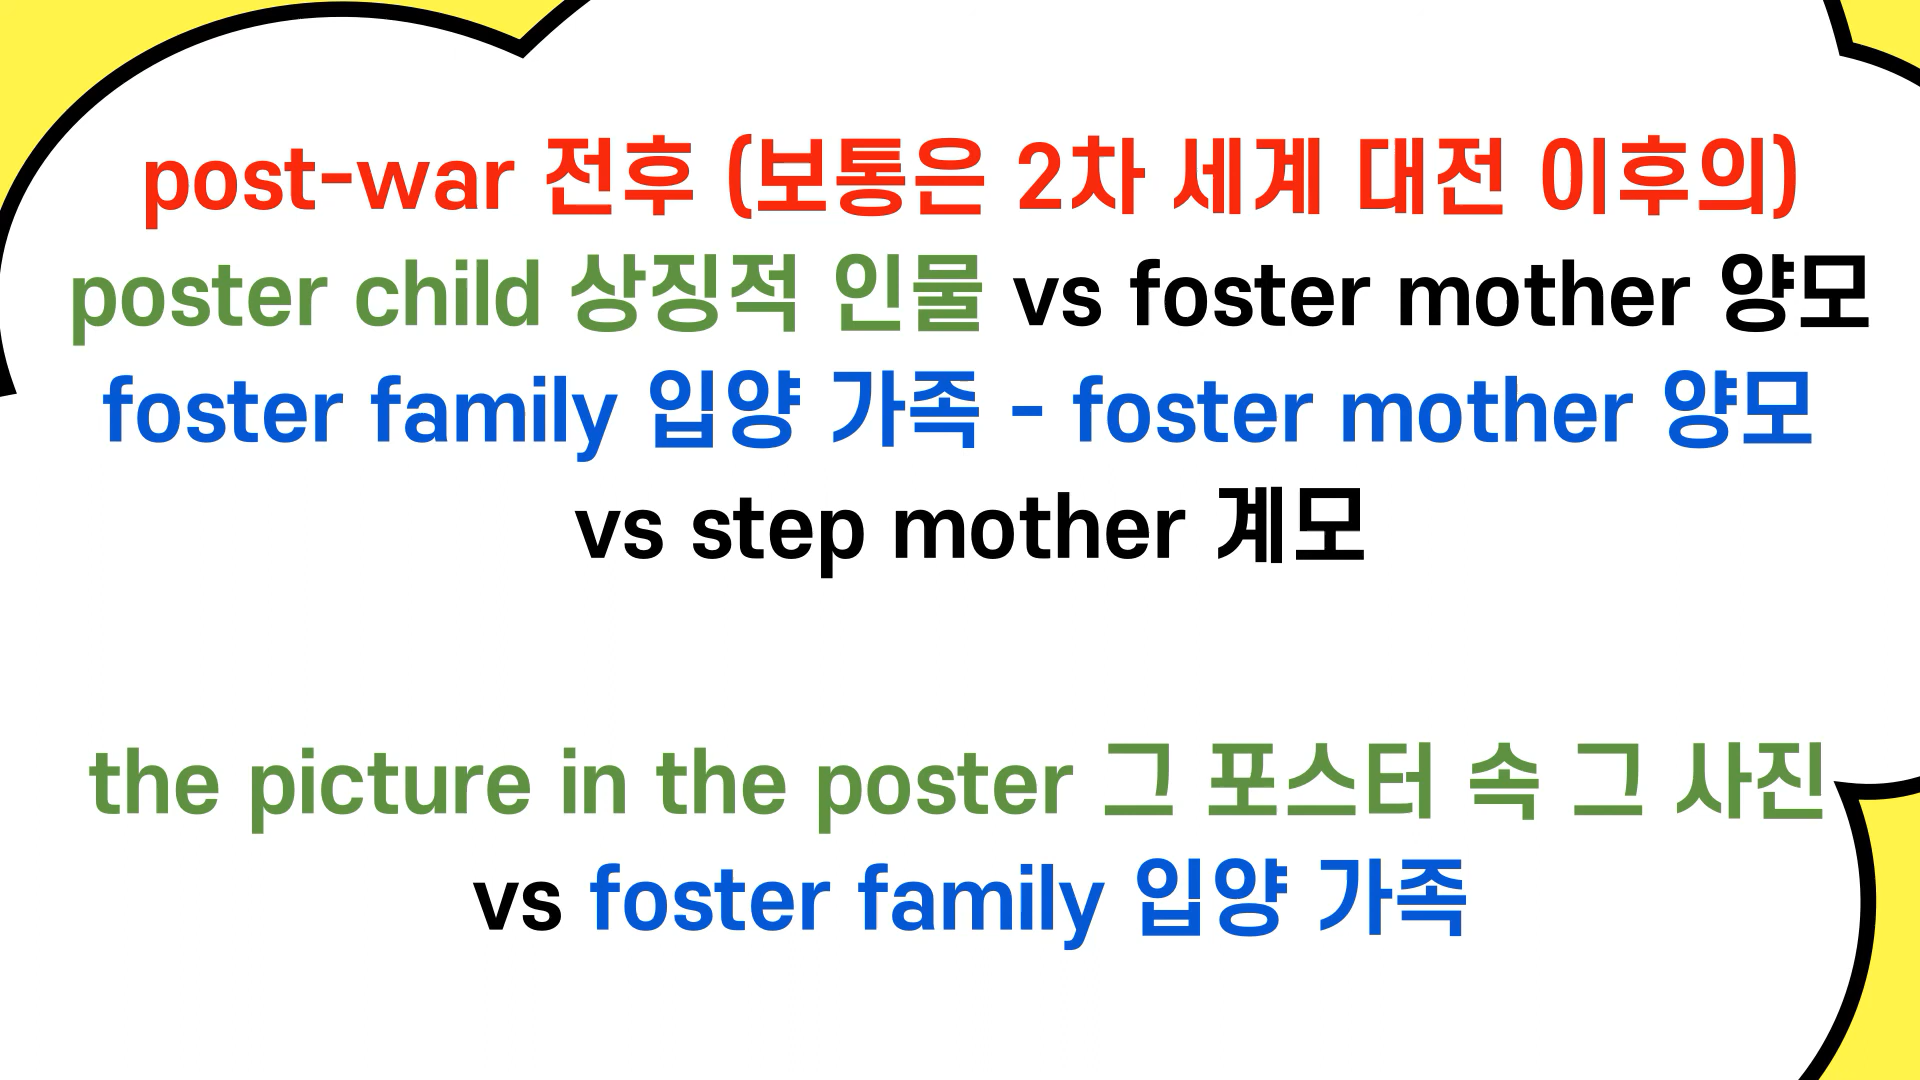 post-war 전후 (보통은 2차 세계 대전 이후의)
poster child 상징적 인물 vs foster mother 양모
foster family 입양 가족 - foster mother 양모
vs step mother 계모
the picture in the poster 그 포스터 속 그 사진
vs foster family 입양 가족